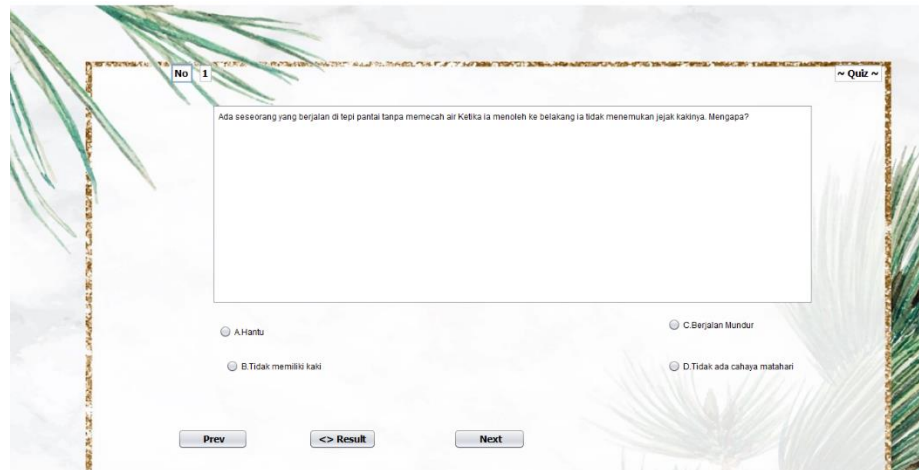 No 1
~ Quiz ~
Ada seseorang yang berjalan di tepi pantai tanpa memecah air Ketika ia menoleh ke belakang ia tidak menemukan jejak kakinya. Mengapa?
A.Hantu
C.Berjalan Mundur
B.Tidak memiliki kaki
D.Tidak ada cahaya matahari
Prev
<> Result
Next